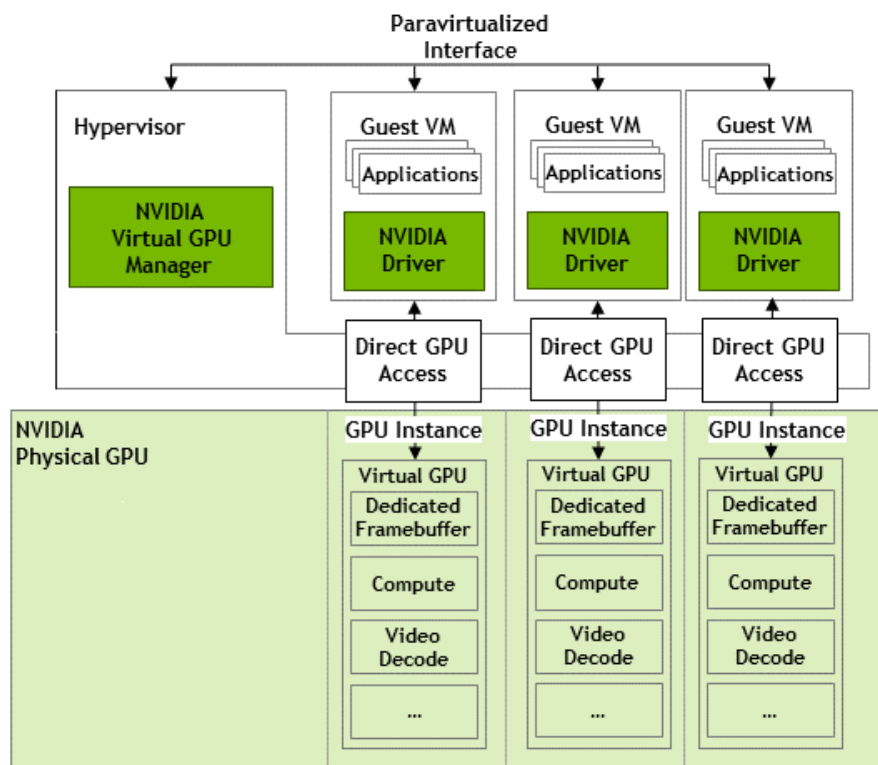 Paravirtualized
Interface
Hypervisor
NVIDIA
Virtual GPU
Manager
Guest VM
Applications
NVIDIA
Driver
Guest VM
Applications
NVIDIA
Driver
Guest VM
Applications
NVIDIA
Driver
Direct GPU
Access
Direct GPU
Access
Direct GPU
Access
NVIDIA
Physical GPU
GPU Instance
Virtual GPU
Dedicated
Framebuffer
Compute
Video
Decode
...
GPU Instance
Virtual GPU
Dedicated
Framebuffer
Compute
Video
Decode
...
GPU Instance
Virtual GPU
Dedicated
Framebuffer
Compute
Video
Decode
...